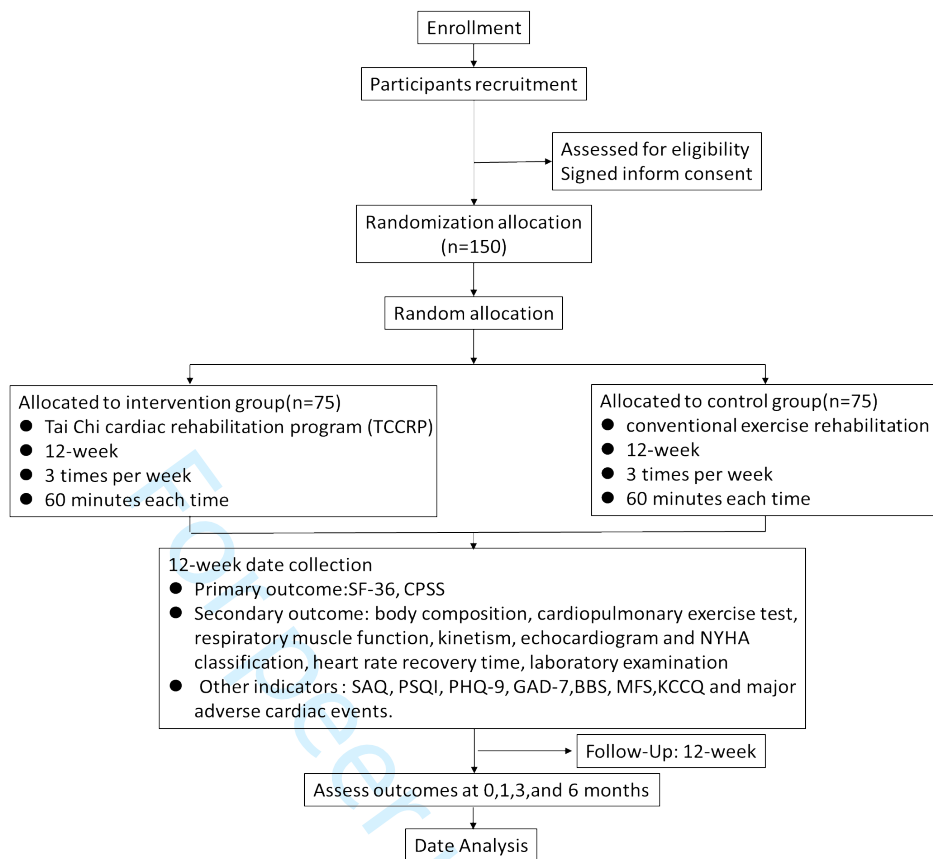 Enrollment
Participants recruitment
Assessed for eligibility
Signed inform consent
Randomization allocation
(n=150)
Random allocation
Allocated to intervention group(n=75)
● Tai Chi cardiac rehabilitation program (TCCRP)
● 12-week
● 3 times per week
● 60 minutes each time
Allocated to control group(n=75)
● conventional exercise rehabilitation
● 12-week
● 3 times per week
● 60 minutes each time
12-week date collection
● Primary outcome:SF-36, CPSS
● Secondary outcome: body composition, cardiopulmonary exercise test,
respiratory muscle function, kinetism, echocardiogram and NYHA
classification, heart rate recovery time, laboratory examination
● Other indicators : SAQ, PSQI, PHQ-9, GAD-7,BBS, MFS,KCCQ and major
adverse cardiac events.
Follow-Up: 12-week
Assess outcomes at 0,1,3,and 6 months
Date Analysis
For peer